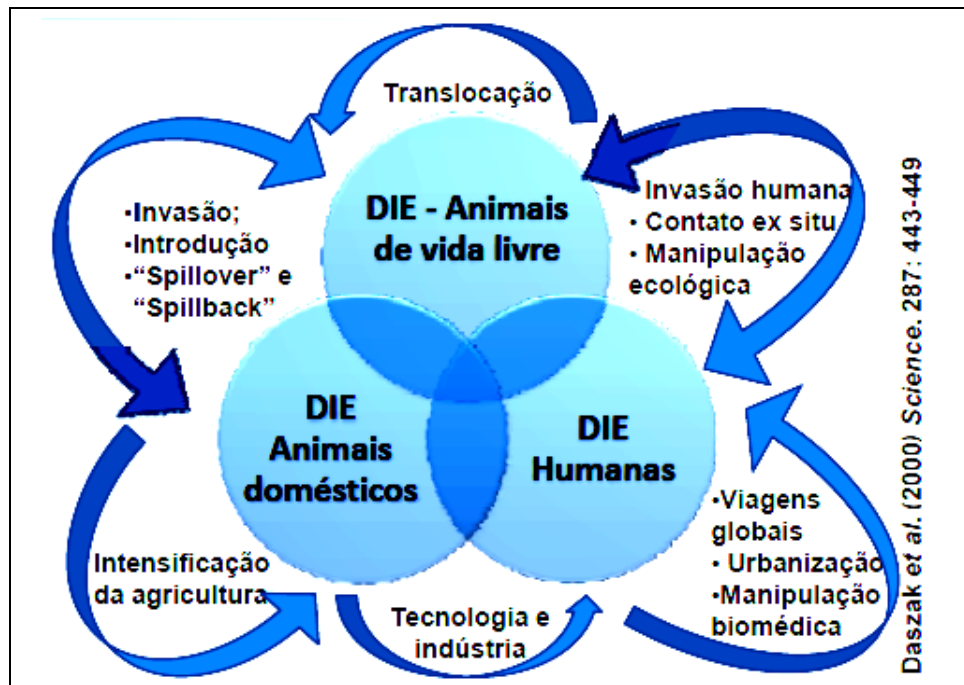 Translocação
DIE - Animais
de vida livre
•Invasão;
•Introdução
•“Spillover” e
“Spillback”
• Invasão humana
• Contato ex situ
• Manipulação
ecológica
DIE
Animais
domésticos
DIE
Humanas
Intensificação
da agricultura
Tecnologia e
indústria
•Viagens
globais
• Urbanização
•Manipulação
biomédica
Daszak et al. (2000) Science. 287: 443-449